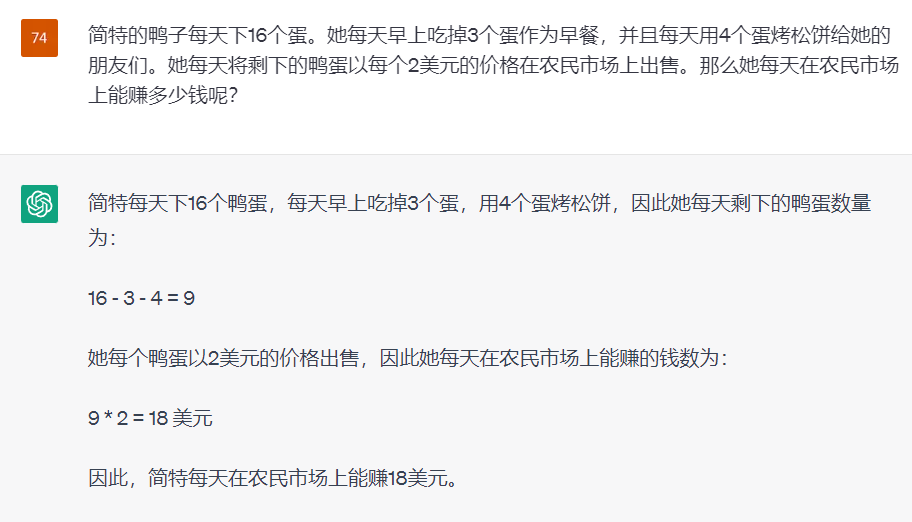 74
简特的鸭子每天下16个蛋。她每天早上吃掉3个蛋作为早餐，并且每天用4个蛋烤松饼给她的
朋友们。她每天将剩下的鸭蛋以每个2美元的价格在农民市场上出售。那么她每天在农民市场
上能赚多少钱呢？
简特每天下16个鸭蛋，每天早上吃掉3个蛋，用4个蛋烤松饼，因此她每天剩下的鸭蛋数量
为：
16 - 3 - 4 = 9
她每个鸭蛋以2美元的价格出售，因此她每天在农民市场上能赚的钱数为：
9 * 2 = 18 美元
因此，简特每天在农民市场上能赚18美元。